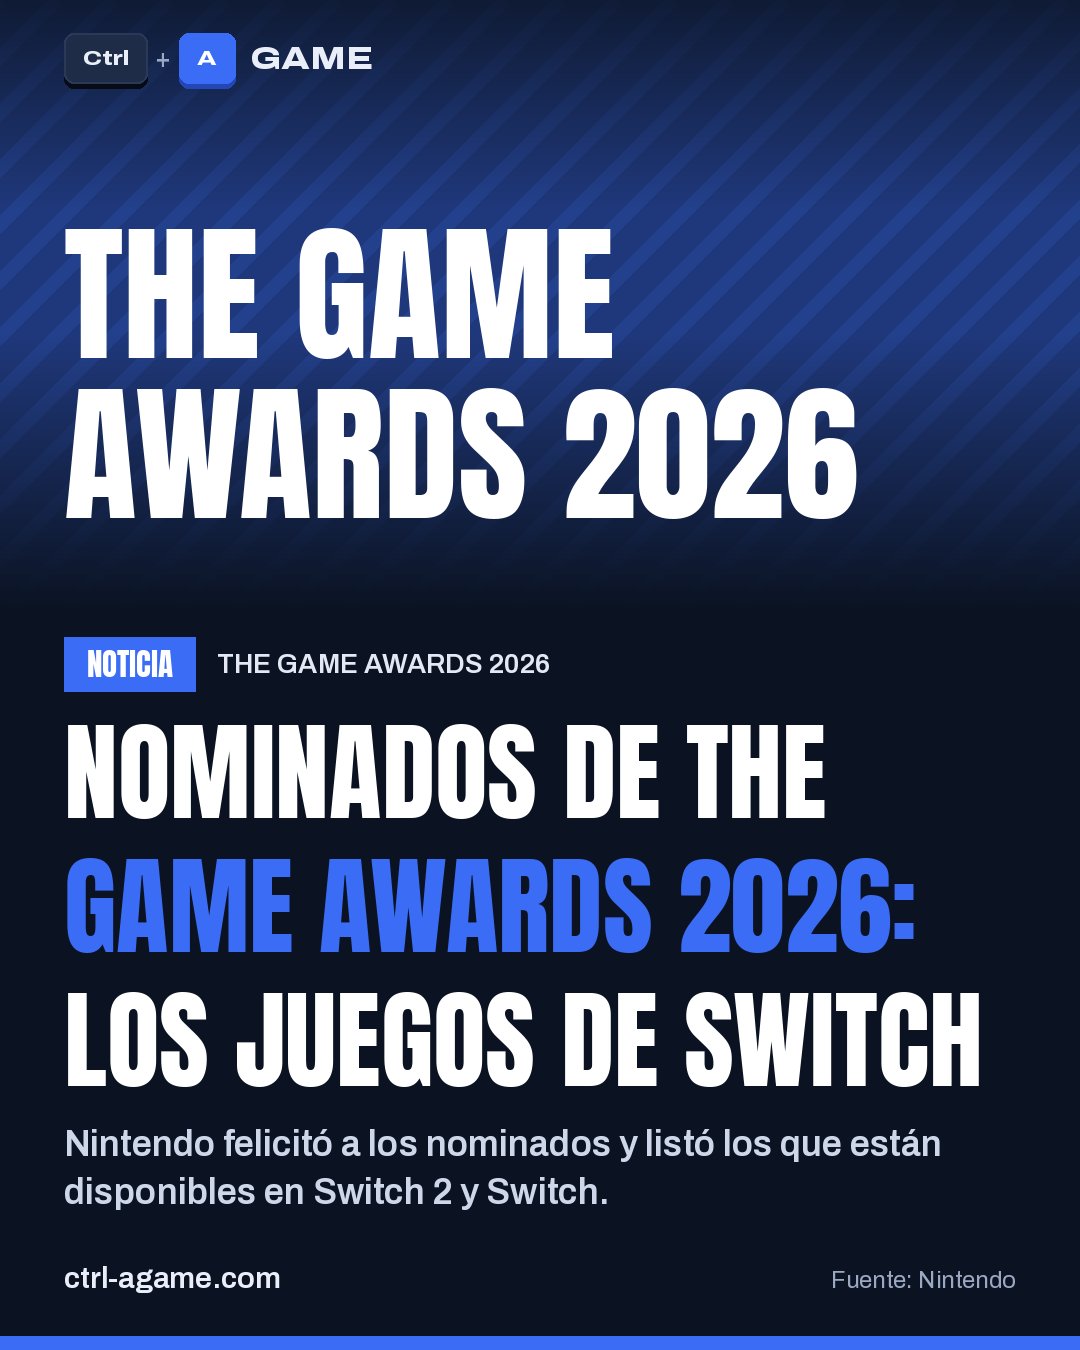 Ctrl + A GAME
THE GAME
AWARDS 2026
NOTICIA THE GAME AWARDS 2026
NOMINADOS DE THE
GAME AWARDS 2026:
LOS JUEGOS DE SWITCH
Nintendo felicitó a los nominados y listó los que están
disponibles en Switch 2 y Switch.
ctrl-agame.com Fuente: Nintendo